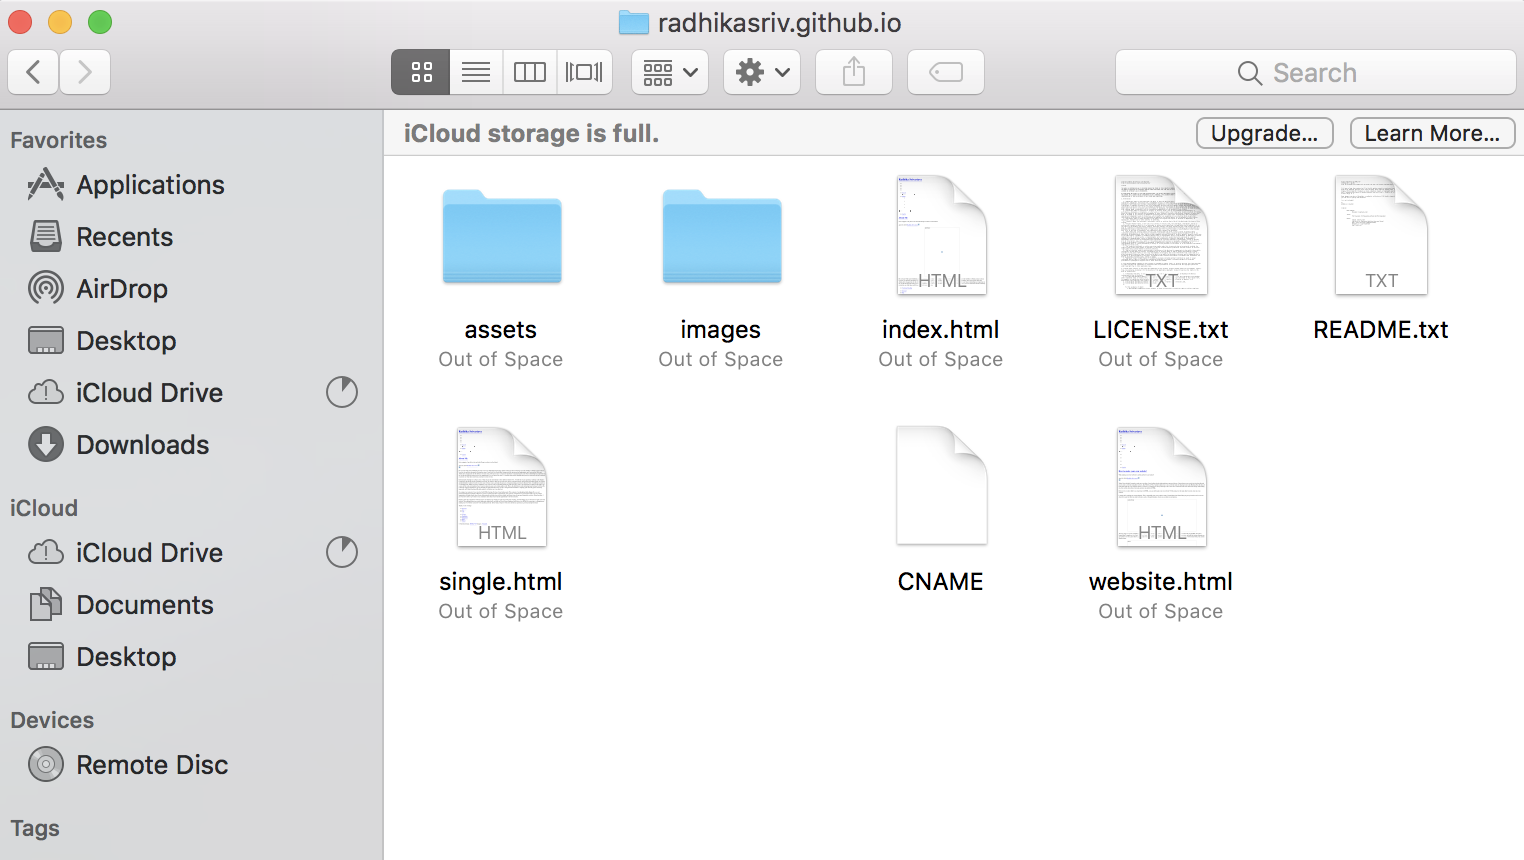 radhikasriv.github.io
Search
Favorites
Applications
Recents
AirDrop
Desktop
iCloud Drive
Downloads
iCloud
iCloud Drive
Documents
Desktop
Devices
Remote Disc
Tags
iCloud storage is full.
Upgrade...
Learn More...
HTML
TXT
TXT
assets
images
index.html
LICENSE.txt
README.txt
Out of Space
Out of Space
Out of Space
Out of Space
HTML
HTML
single.html
CNAME
website.html
Out of Space
Out of Space